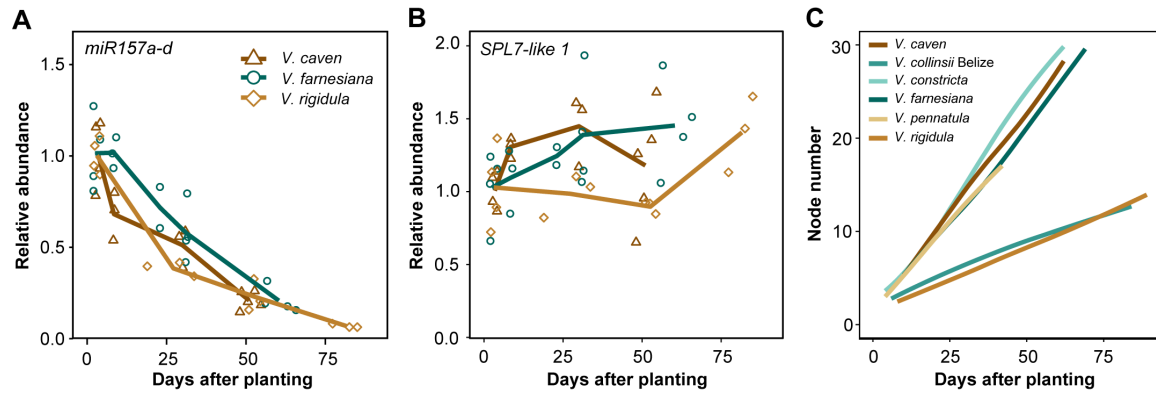 A
miR157a-d
V. caven
V. farnesiana
V. rigidula
Relative abundance
1.5
1.0
0.5
0.0
0
25
50
75
Days after planting
B
SPL7-like 1
Relative abundance
2.0
1.5
1.0
0.5
0.0
0
25
50
75
Days after planting
C
V. caven
V. collinsii Belize
V. constricta
V. farnesiana
V. pennatula
V. rigidula
Node number
30
20
10
0
0
25
50
75
Days after planting